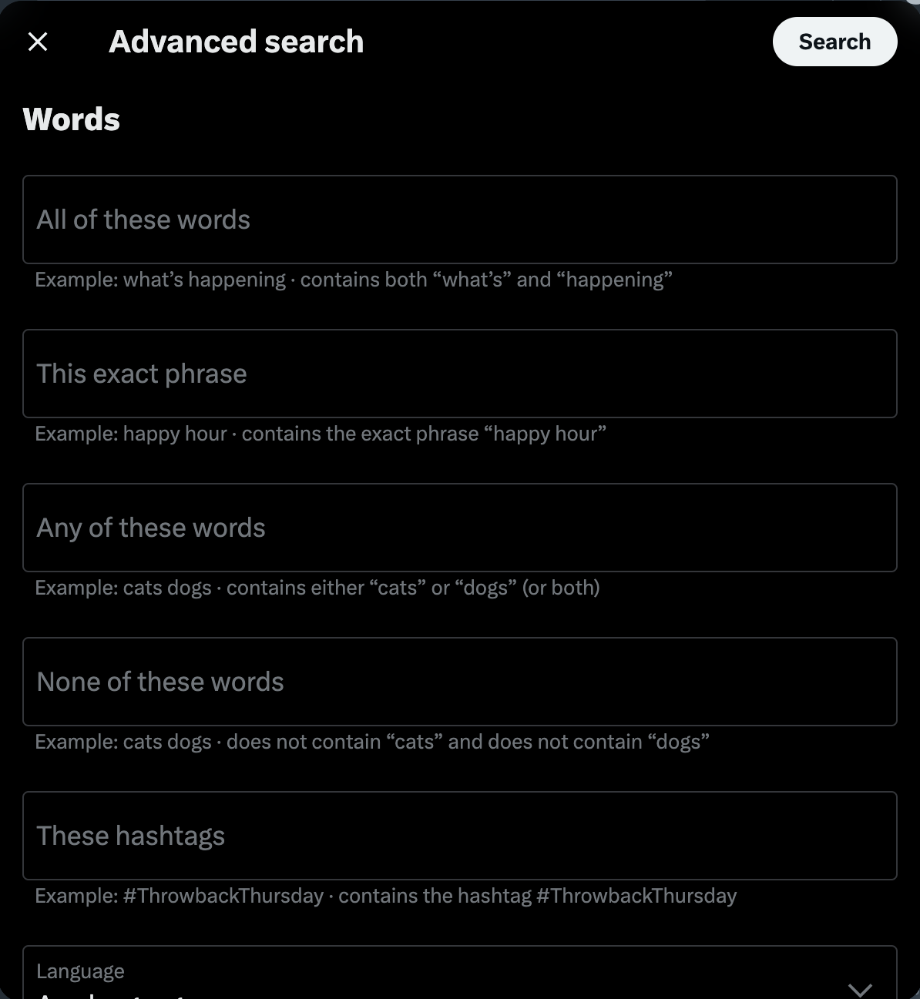 Advanced search
Search
Words
All of these words
Example: what’s happening · contains both “what’s” and “happening”
This exact phrase
Example: happy hour · contains the exact phrase “happy hour”
Any of these words
Example: cats dogs · contains either “cats” or “dogs” (or both)
None of these words
Example: cats dogs · does not contain “cats” and does not contain “dogs”
These hashtags
Example: #ThrowbackThursday · contains the hashtag #ThrowbackThursday
Language